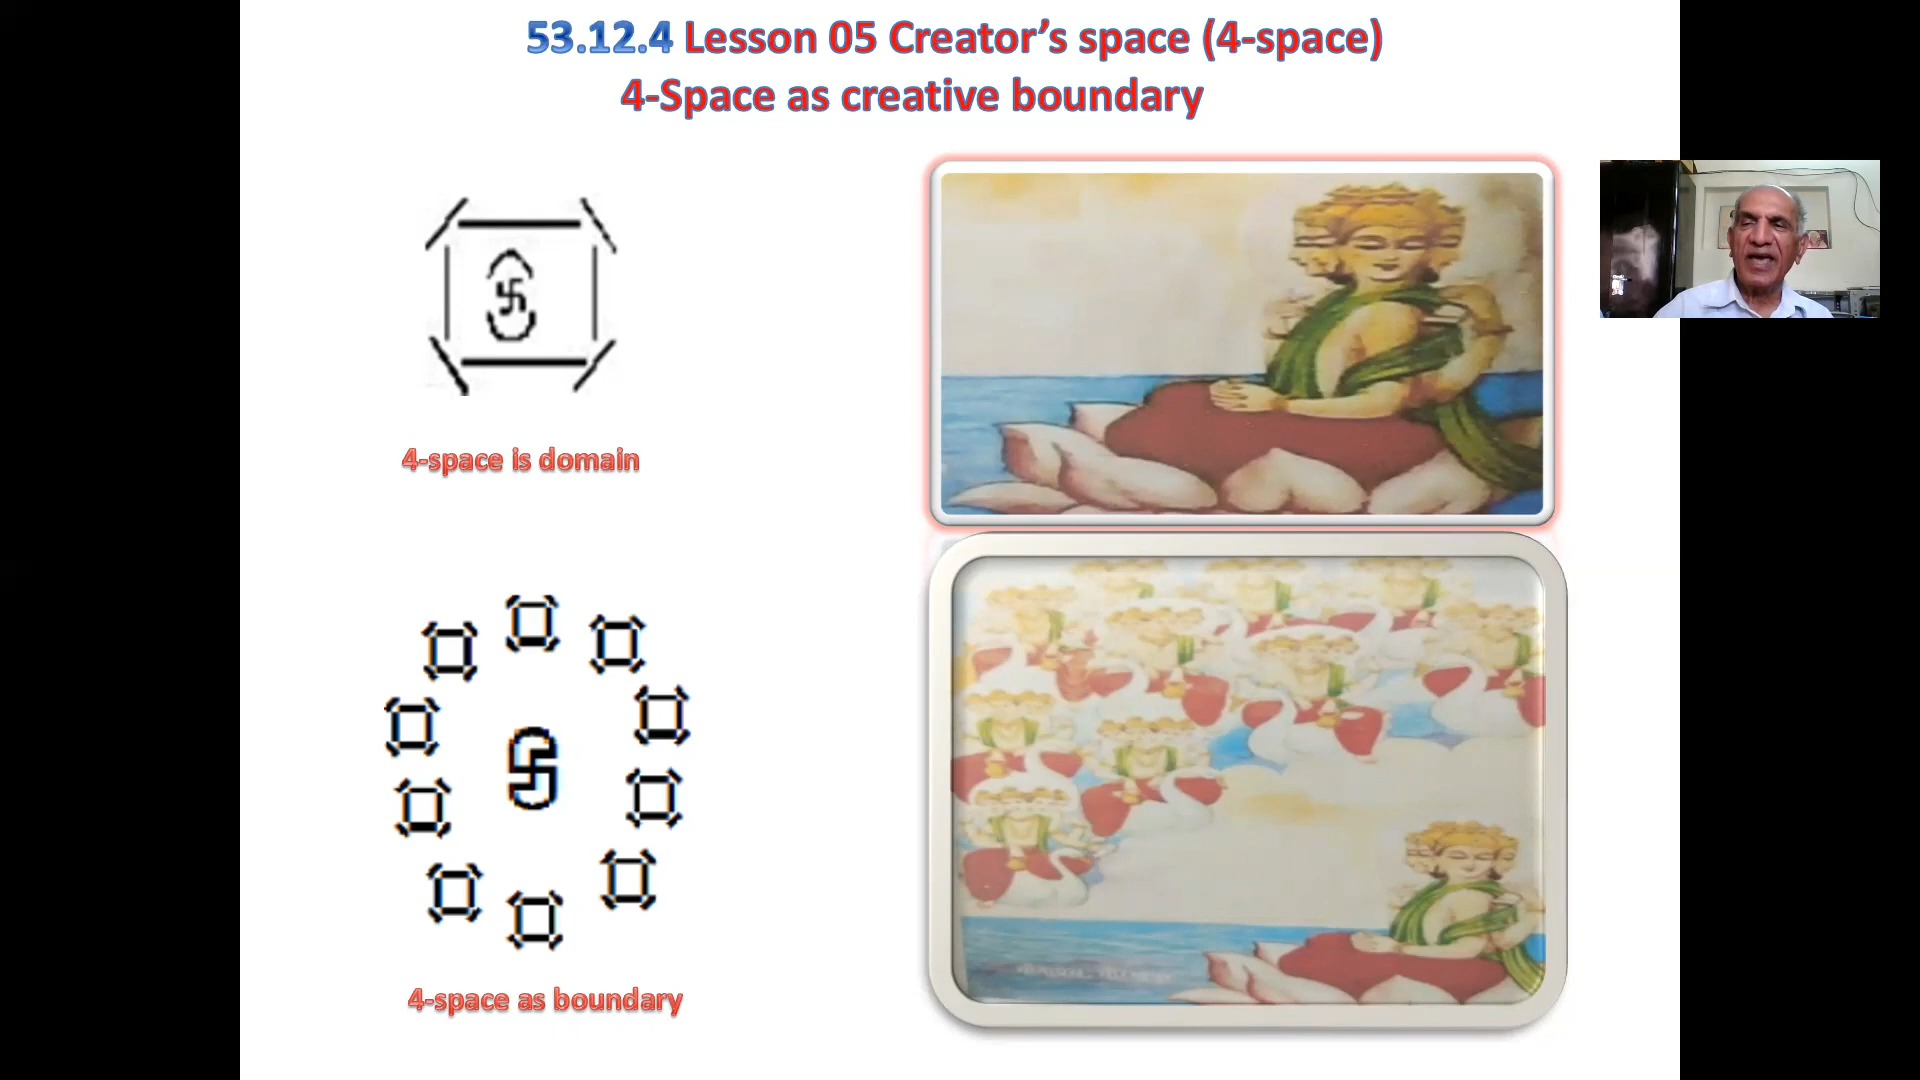 53.12.4 Lesson 05 Creator’s space (4-space)
4-Space as creative boundary
4-space is domain
4-space as boundary